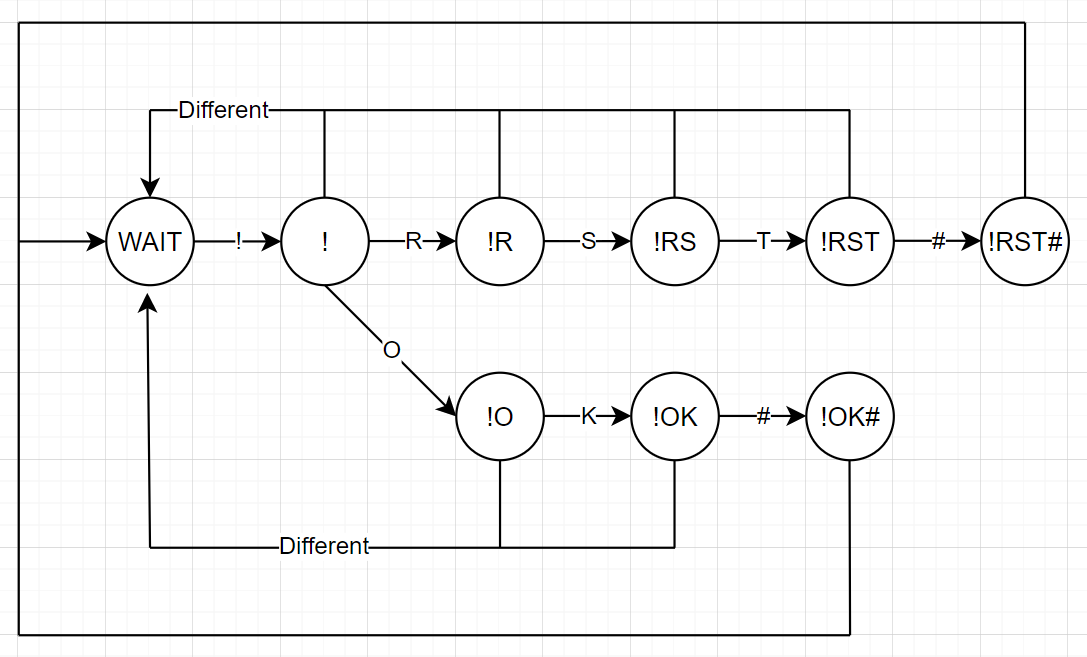 Different
WAIT
!
!
R
!R
S
!RS
T
!RST
#
!RST#
O
!O
K
!OK
#
!OK#
Different